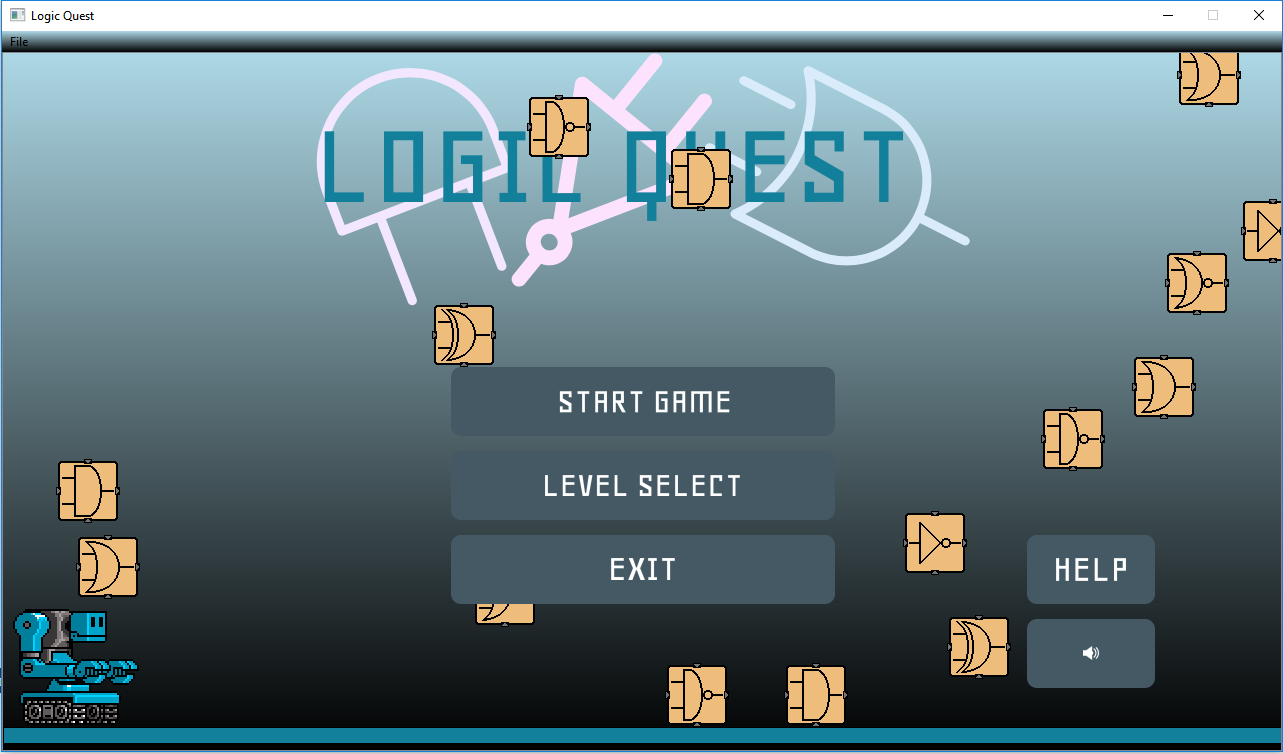 Logic Quest
File
LOGIC QUEST
START GAME
LEVEL SELECT
EXIT
HELP